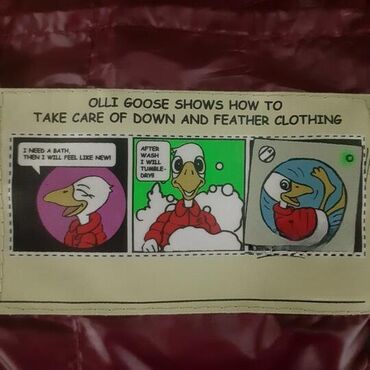 OLLI GOOSE SHOWS HOW TO
TAKE CARE OF DOWN AND FEATHER CLOTHING
I NEED A BATH,
THEN I WILL FEEL LIKE NEW!
AFTER
WASH
I WILL
TUMBLE-
DRY!